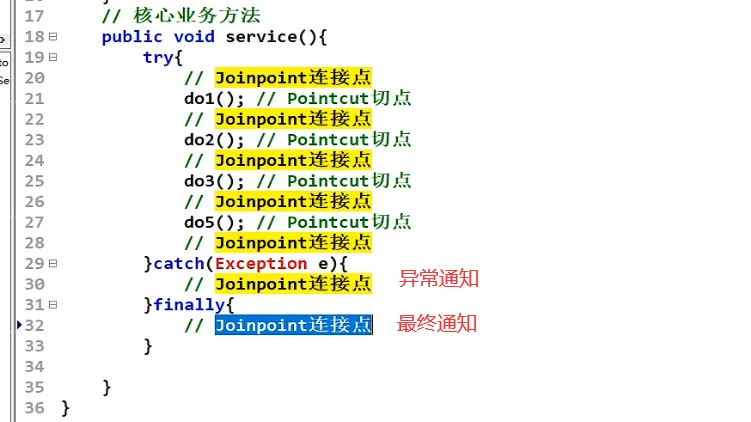 17 // 核心业务方法
18 public void service(){
19 try{
20 // Joinpoint连接点
21 do1(); // Pointcut切点
22 // Joinpoint连接点
23 do2(); // Pointcut切点
24 // Joinpoint连接点
25 do3(); // Pointcut切点
26 // Joinpoint连接点
27 do5(); // Pointcut切点
28 // Joinpoint连接点
29 }catch(Exception e){
30 // Joinpoint连接点 异常通知
31 }finally{
32 // Joinpoint连接点 最终通知
33 }
34
35 }
36 }